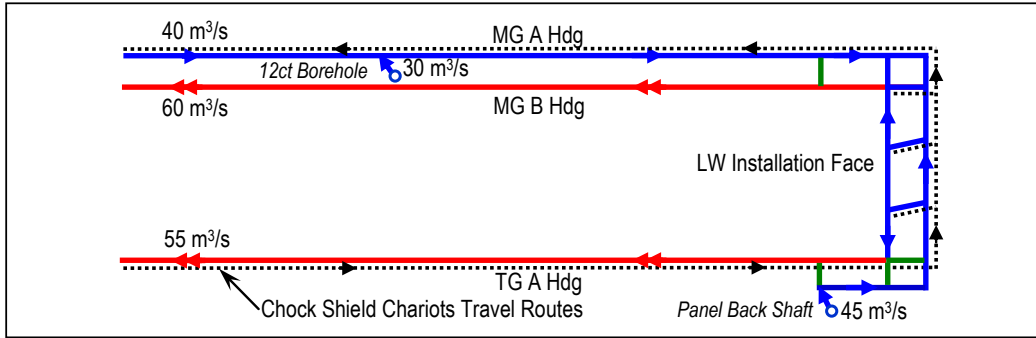 40 m³/s
MG A Hdg
12ct Borehole
30 m³/s
60 m³/s
MG B Hdg
LW Installation Face
55 m³/s
TG A Hdg
Chock Shield Chariots Travel Routes
Panel Back Shaft
45 m³/s